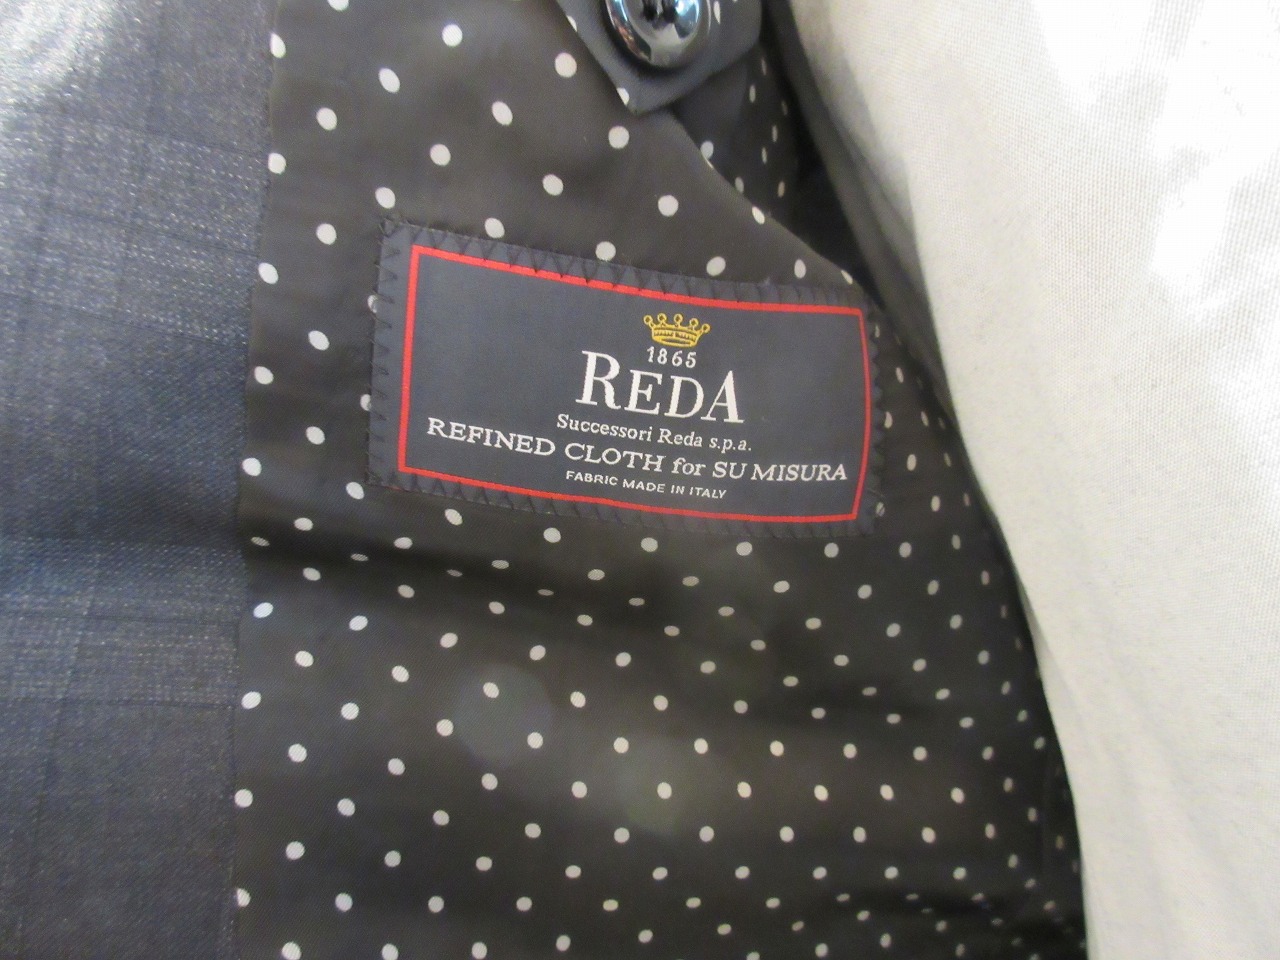 1865
REDA
Successori Reda s.p.a.
REFINED CLOTH for SU MISURA
FABRIC MADE IN ITALY